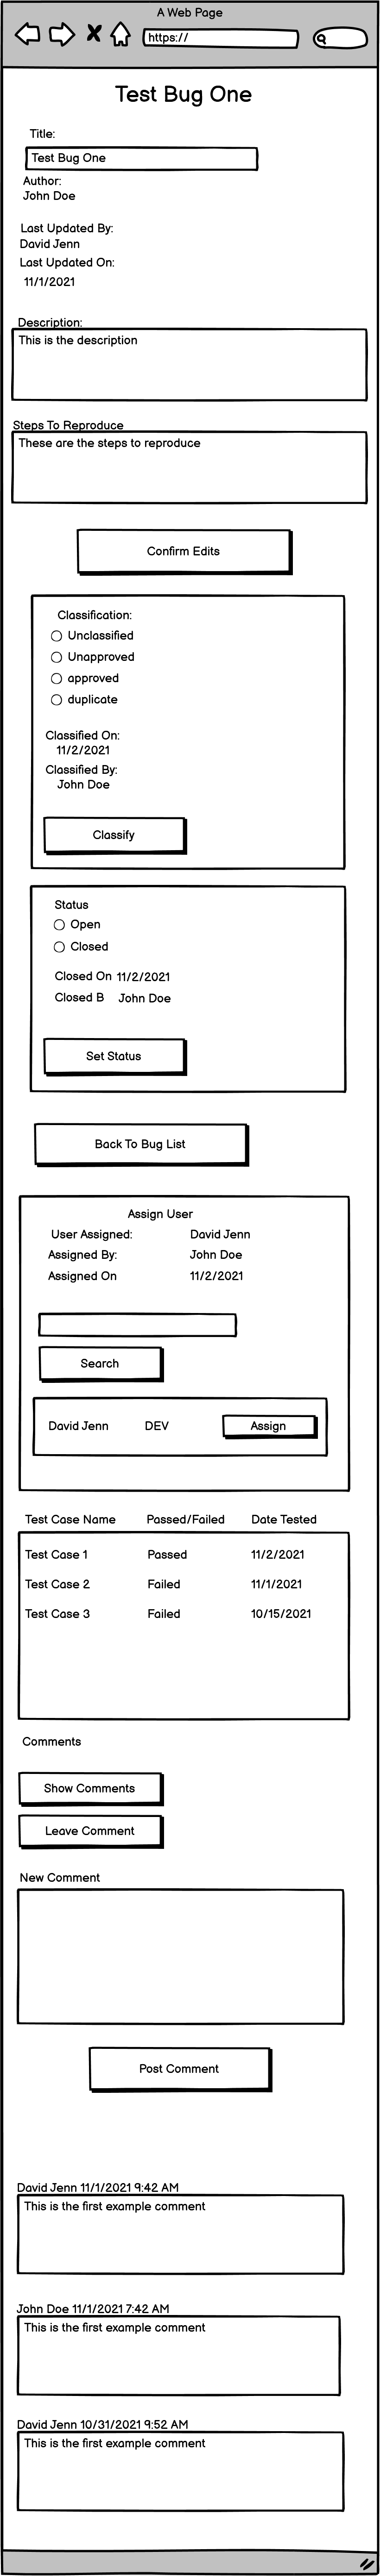 A Web Page
https://
Test Bug One
Title:
Test Bug One
Author:
John Doe
Last Updated By:
David Jenn
Last Updated On:
11/1/2021
Description:
This is the description
Steps To Reproduce
These are the steps to reproduce
Confirm Edits
Classification:
Unclassified
Unapproved
approved
duplicate
Classified On:
11/2/2021
Classified By:
John Doe
Classify
Status
Open
Closed
Closed On 11/2/2021
Closed B John Doe
Set Status
Back To Bug List
Assign User
User Assigned: David Jenn
Assigned By: John Doe
Assigned On 11/2/2021
Search
David Jenn DEV Assign
Test Case Name Passed/Failed Date Tested
Test Case 1 Passed 11/2/2021
Test Case 2 Failed 11/1/2021
Test Case 3 Failed 10/15/2021
Comments
Show Comments
Leave Comment
New Comment
Post Comment
David Jenn 11/1/2021 9:42 AM
This is the first example comment
John Doe 11/1/2021 7:42 AM
This is the first example comment
David Jenn 10/31/2021 9:52 AM
This is the first example comment